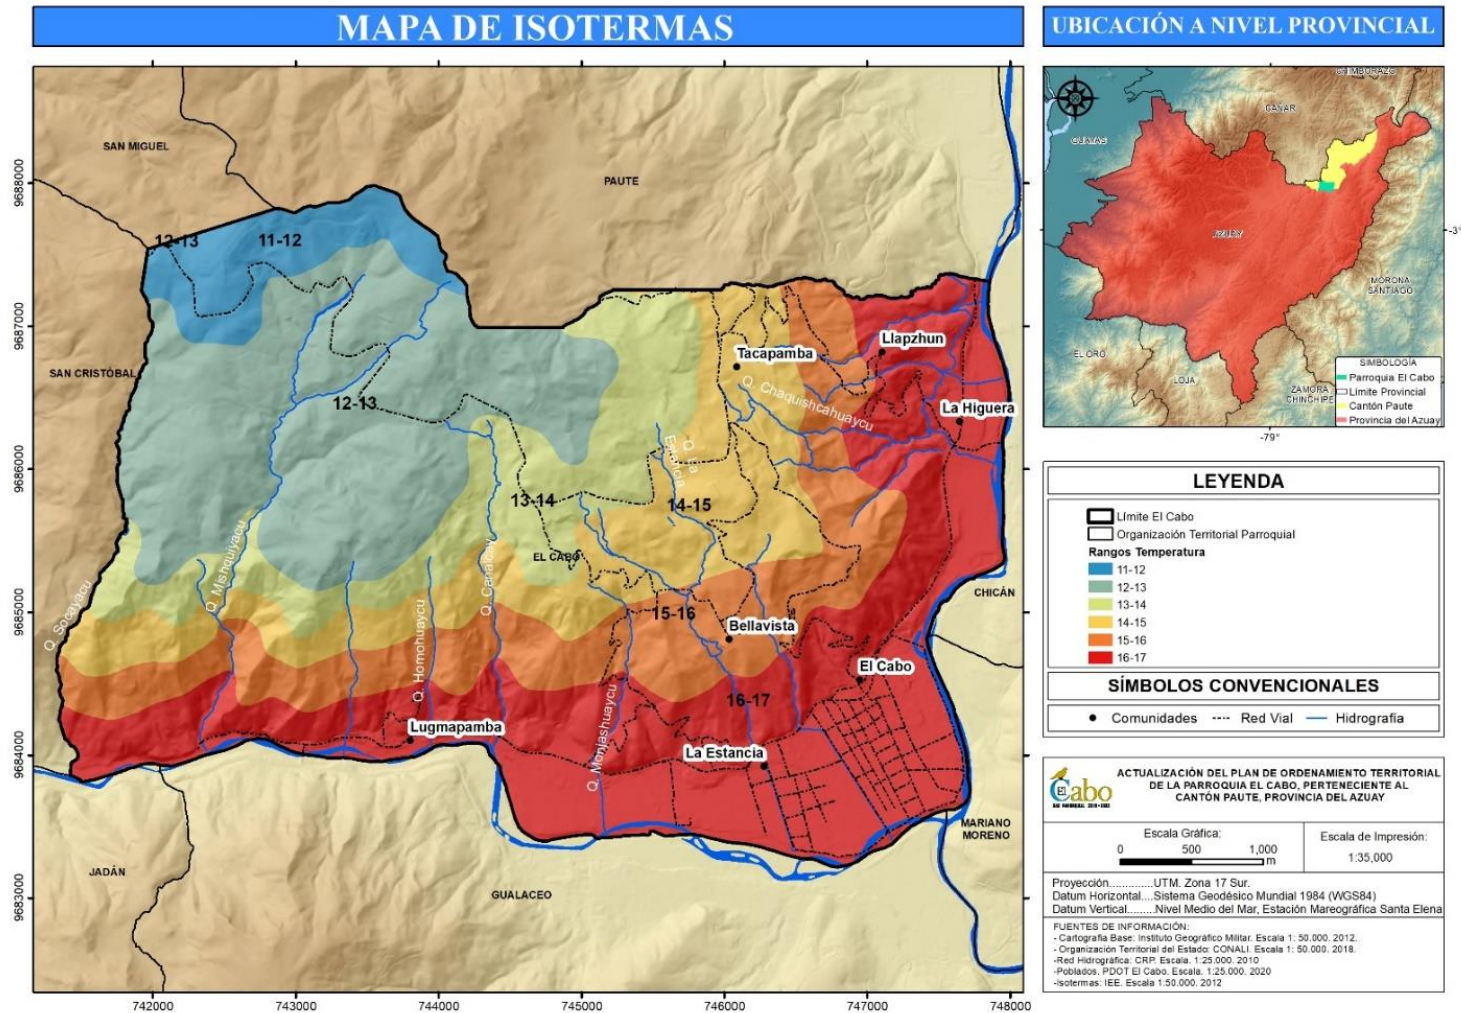 MAPA DE ISOTERMAS
UBICACIÓN A NIVEL PROVINCIAL
SAN MIGUEL
PAUTE
12-13
11-12
SAN CRISTÓBAL
12-13
Tacapamba
Llapzhun
Q. Chaquishcahuaycu
La Higuera
Q. La
Estancia
13-14
14-15
EL CABO
Q. Mishquiyacu
Q. Socayacu
Q. Homohuaycu
15-16
Bellavista
CHICÁN
El Cabo
16-17
Lugmapamba
Q. Monjashuaycu
La Estancia
MARIANO
MORENO
JADÁN
GUALACEO
9688000
9687000
9686000
9685000
9684000
9683000
742000
743000
744000
745000
746000
747000
748000
CHIMBORAZO
CAÑAR
GUAYAS
AZUAY
-3°
MORONA
SANTIAGO
EL ORO
LOJA
ZAMORA
CHINCHIPE
-79°
SIMBOLOGÍA
Parroquia El Cabo
Límite Provincial
Cantón Paute
Provincia del Azuay
LEYENDA
Límite El Cabo
Organización Territorial Parroquial
Rangos Temperatura
11-12
12-13
13-14
14-15
15-16
16-17
SÍMBOLOS CONVENCIONALES
Comunidades
Red Vial
Hidrografía
El
Cabo
ACTUALIZACIÓN DEL PLAN DE ORDENAMIENTO TERRITORIAL
DE LA PARROQUIA EL CABO, PERTENECIENTE AL
CANTÓN PAUTE, PROVINCIA DEL AZUAY
Escala Gráfica:
0 500 1,000
m
Escala de Impresión:
1:35,000
Proyección.............UTM. Zona 17 Sur.
Datum Horizontal....Sistema Geodésico Mundial 1984 (WGS84)
Datum Vertical........Nivel Medio del Mar, Estación Mareográfica Santa Elena
FUENTES DE INFORMACIÓN:
- Cartografía Base: Instituto Geográfico Militar. Escala 1: 50.000. 2012.
- Organización Territorial del Estado: CONALI. Escala 1: 50.000. 2018.
-Red Hidrográfica: CRP. Escala. 1:25.000. 2010
-Poblados. PDOT El Cabo. Escala. 1:25.000. 2020
-Isotermas: IEE. Escala 1:50.000. 2012